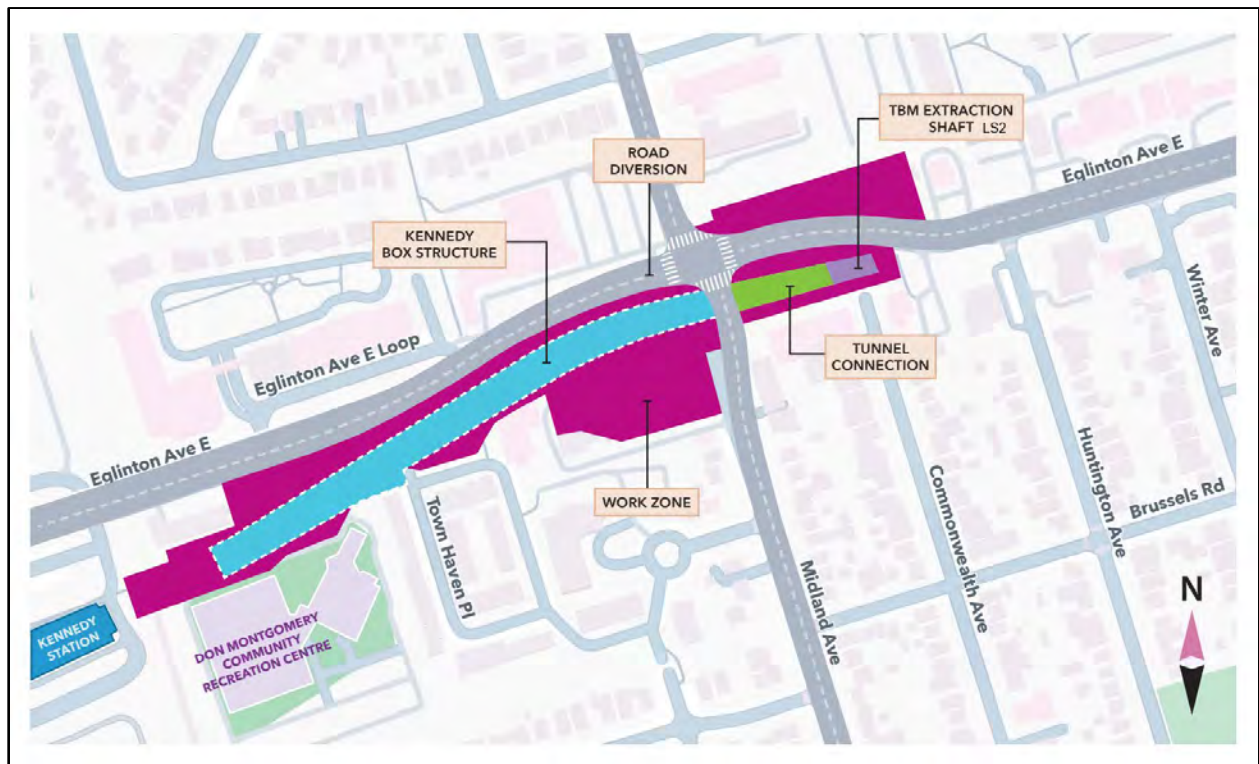 TBM EXTRACTION
SHAFT LS2
Eglinton Ave E
ROAD
DIVERSION
KENNEDY
BOX STRUCTURE
Winter Ave
Eglinton Ave E Loop
TUNNEL
CONNECTION
Eglinton Ave E
Huntington Ave
Commonwealth Ave
WORK ZONE
Brussels Rd
Town Haven Pl
Midland Ave
N
KENNEDY
STATION
DON MONTGOMERY
COMMUNITY
RECREATION CENTRE